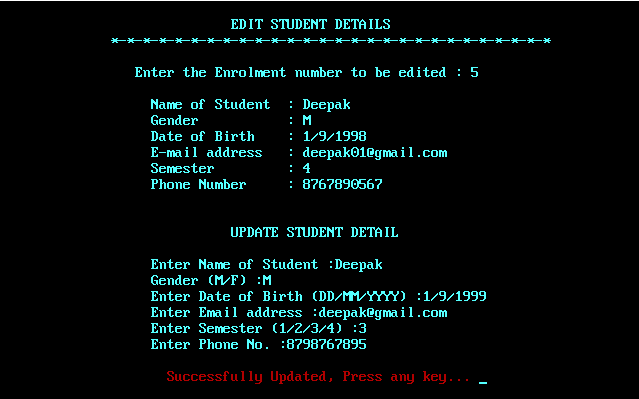 EDIT STUDENT DETAILS
*-*-*-*-*-*-*-*-*-*-*-*-*-*-*-*-*-*-*-*-*-*-*-*-*-*-*-*
Enter the Enrolment number to be edited : 5
Name of Student : Deepak
Gender : M
Date of Birth : 1/9/1998
E-mail address : deepak01@gmail.com
Semester : 4
Phone Number : 8767890567
UPDATE STUDENT DETAIL
Enter Name of Student :Deepak
Gender (M/F) :M
Enter Date of Birth (DD/MM/YYYY) :1/9/1999
Enter Email address :deepak@gmail.com
Enter Semester (1/2/3/4) :3
Enter Phone No. :8798767895
Successfully Updated, Press any key... _